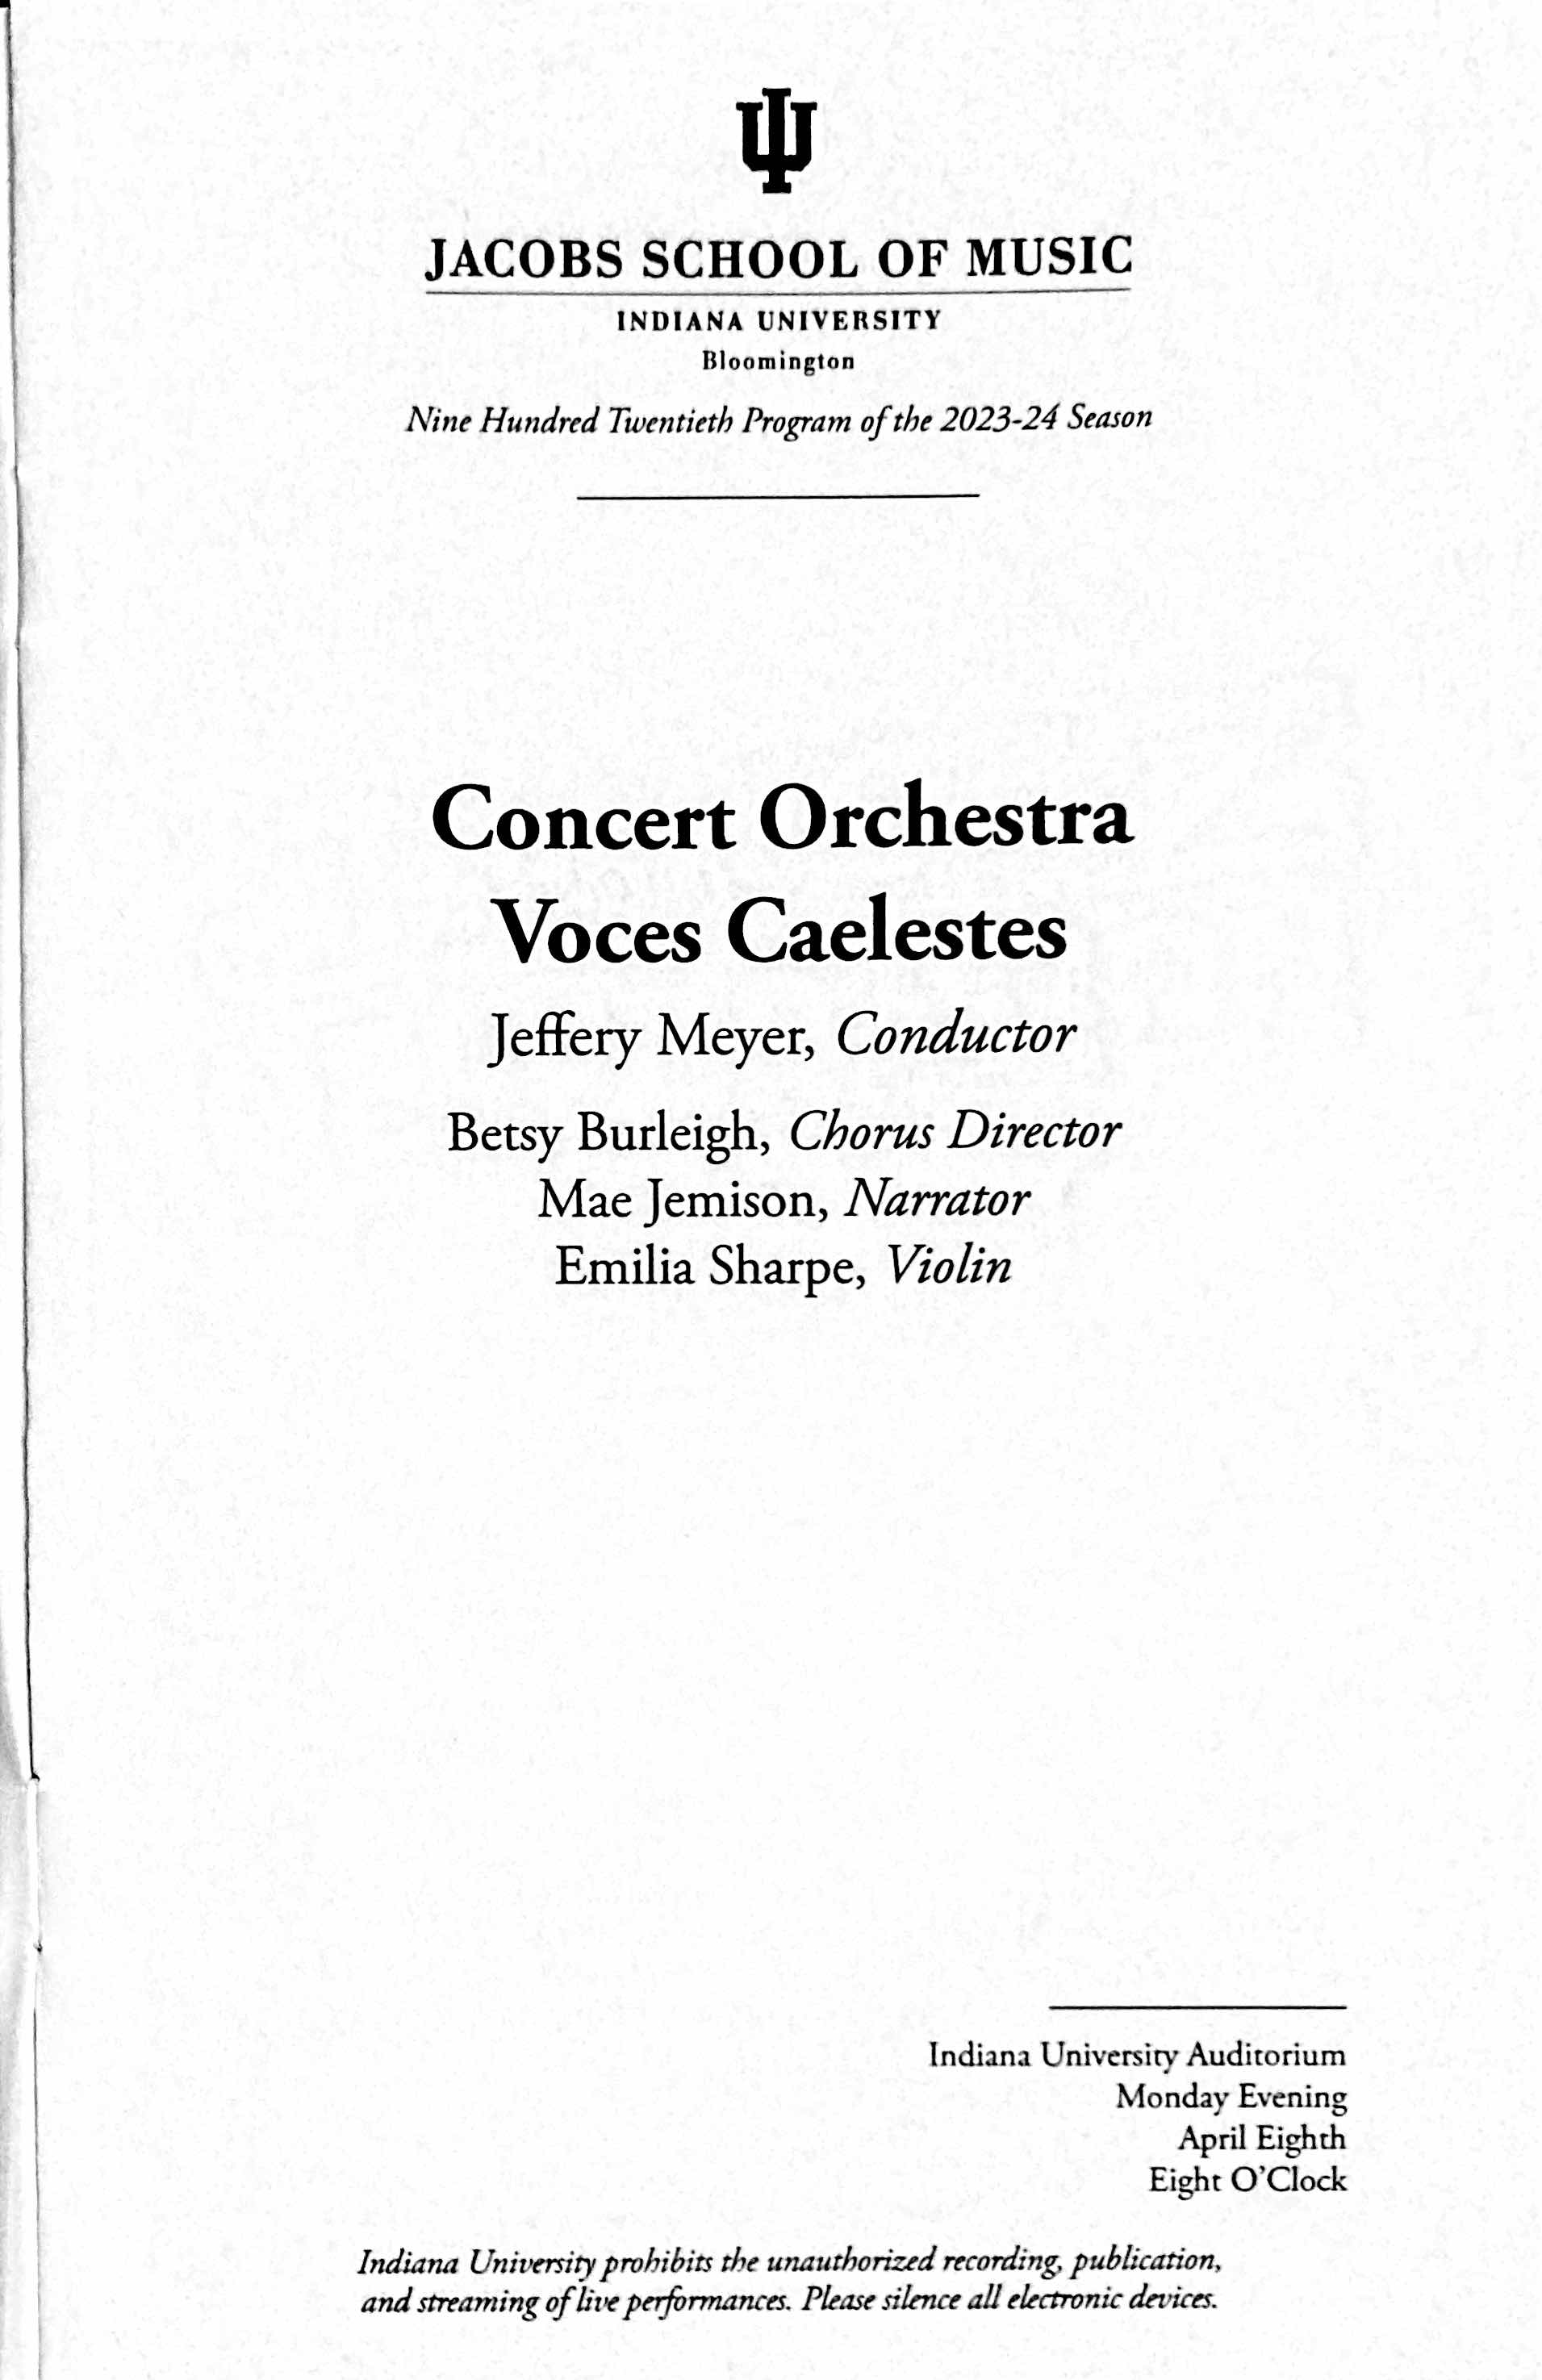 JACOBS SCHOOL OF MUSIC
INDIANA UNIVERSITY
Bloomington
Nine Hundred Twentieth Program of the 2023-24 Season
Concert Orchestra
Voces Caelestes
Jeffery Meyer, Conductor
Betsy Burleigh, Chorus Director
Mae Jemison, Narrator
Emilia Sharpe, Violin
Indiana University Auditorium
Monday Evening
April Eighth
Eight O'Clock
Indiana University prohibits the unauthorized recording, publication,
and streaming of live performances. Please silence all electronic devices.